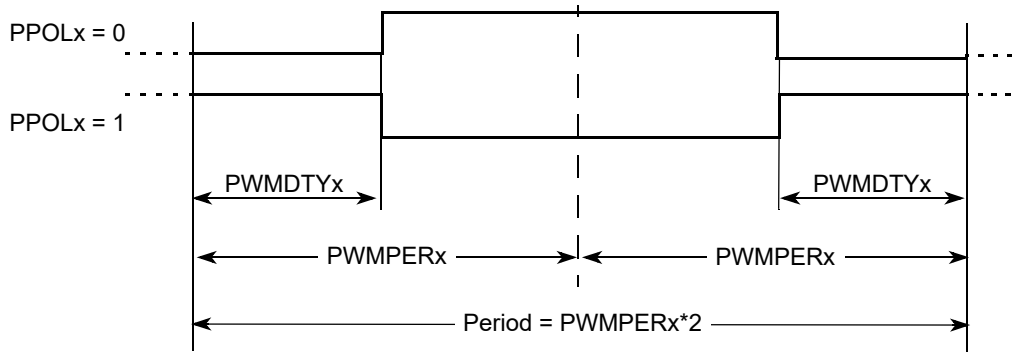 PPOLx = 0
PPOLx = 1
PWMDTYx PWMDTYx
PWMPERx PWMPERx
Period = PWMPERx*2